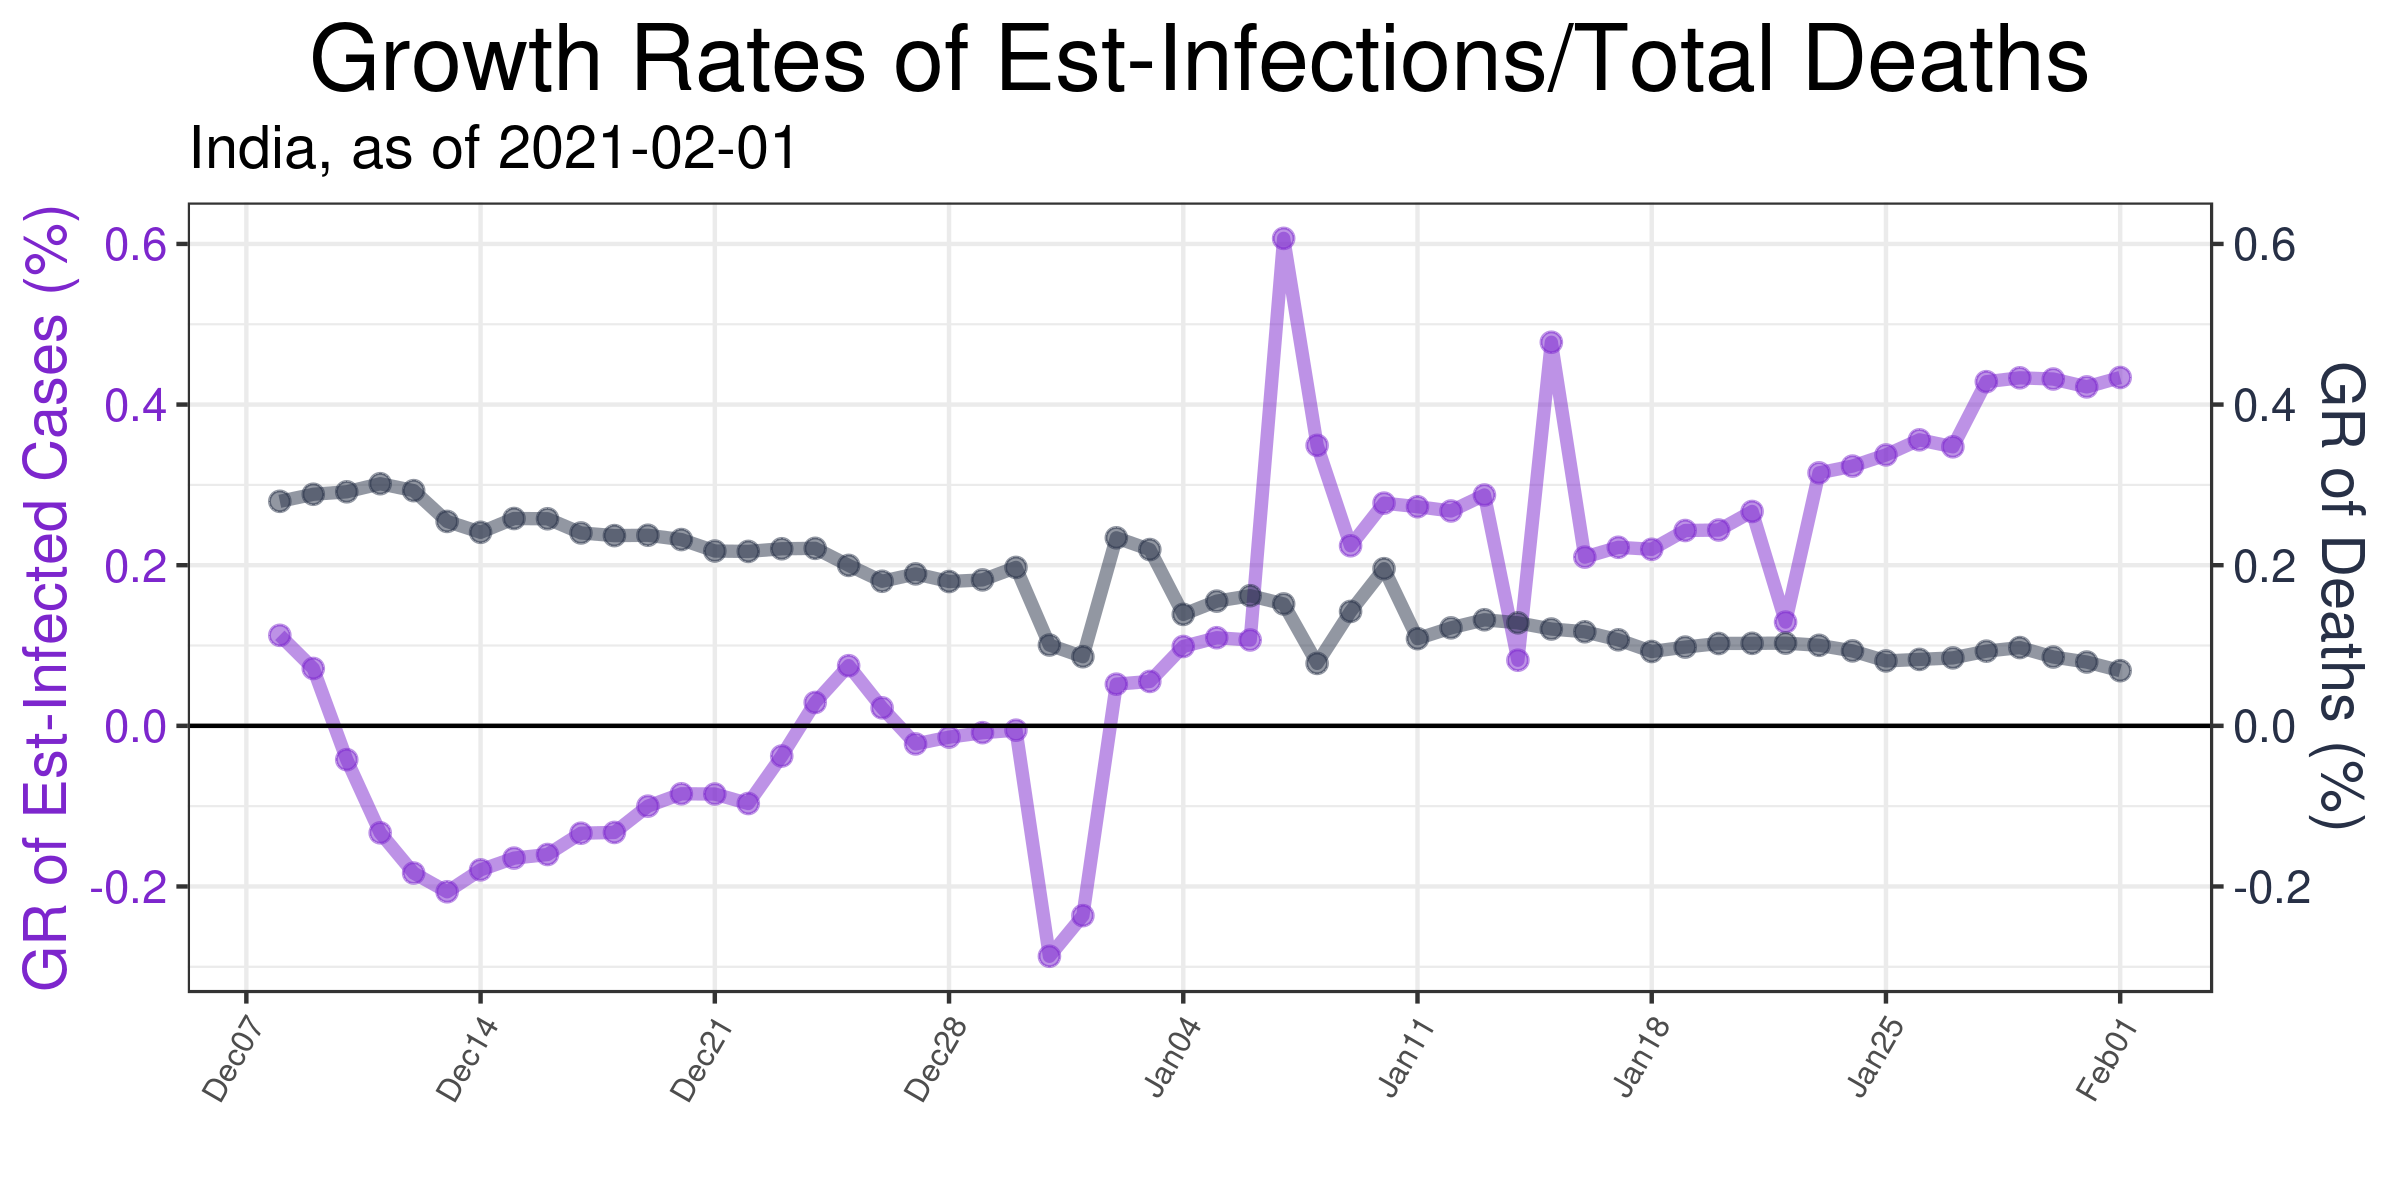 Growth Rates of Est-Infections/Total Deaths
India, as of 2021-02-01
GR of Est-Infected Cases (%)
0.6
0.4
0.2
0.0
-0.2
0.6
0.4
0.2
0.0
-0.2
GR of Deaths (%)
Dec07
Dec14
Dec21
Dec28
Jan04
Jan11
Jan18
Jan25
Feb01